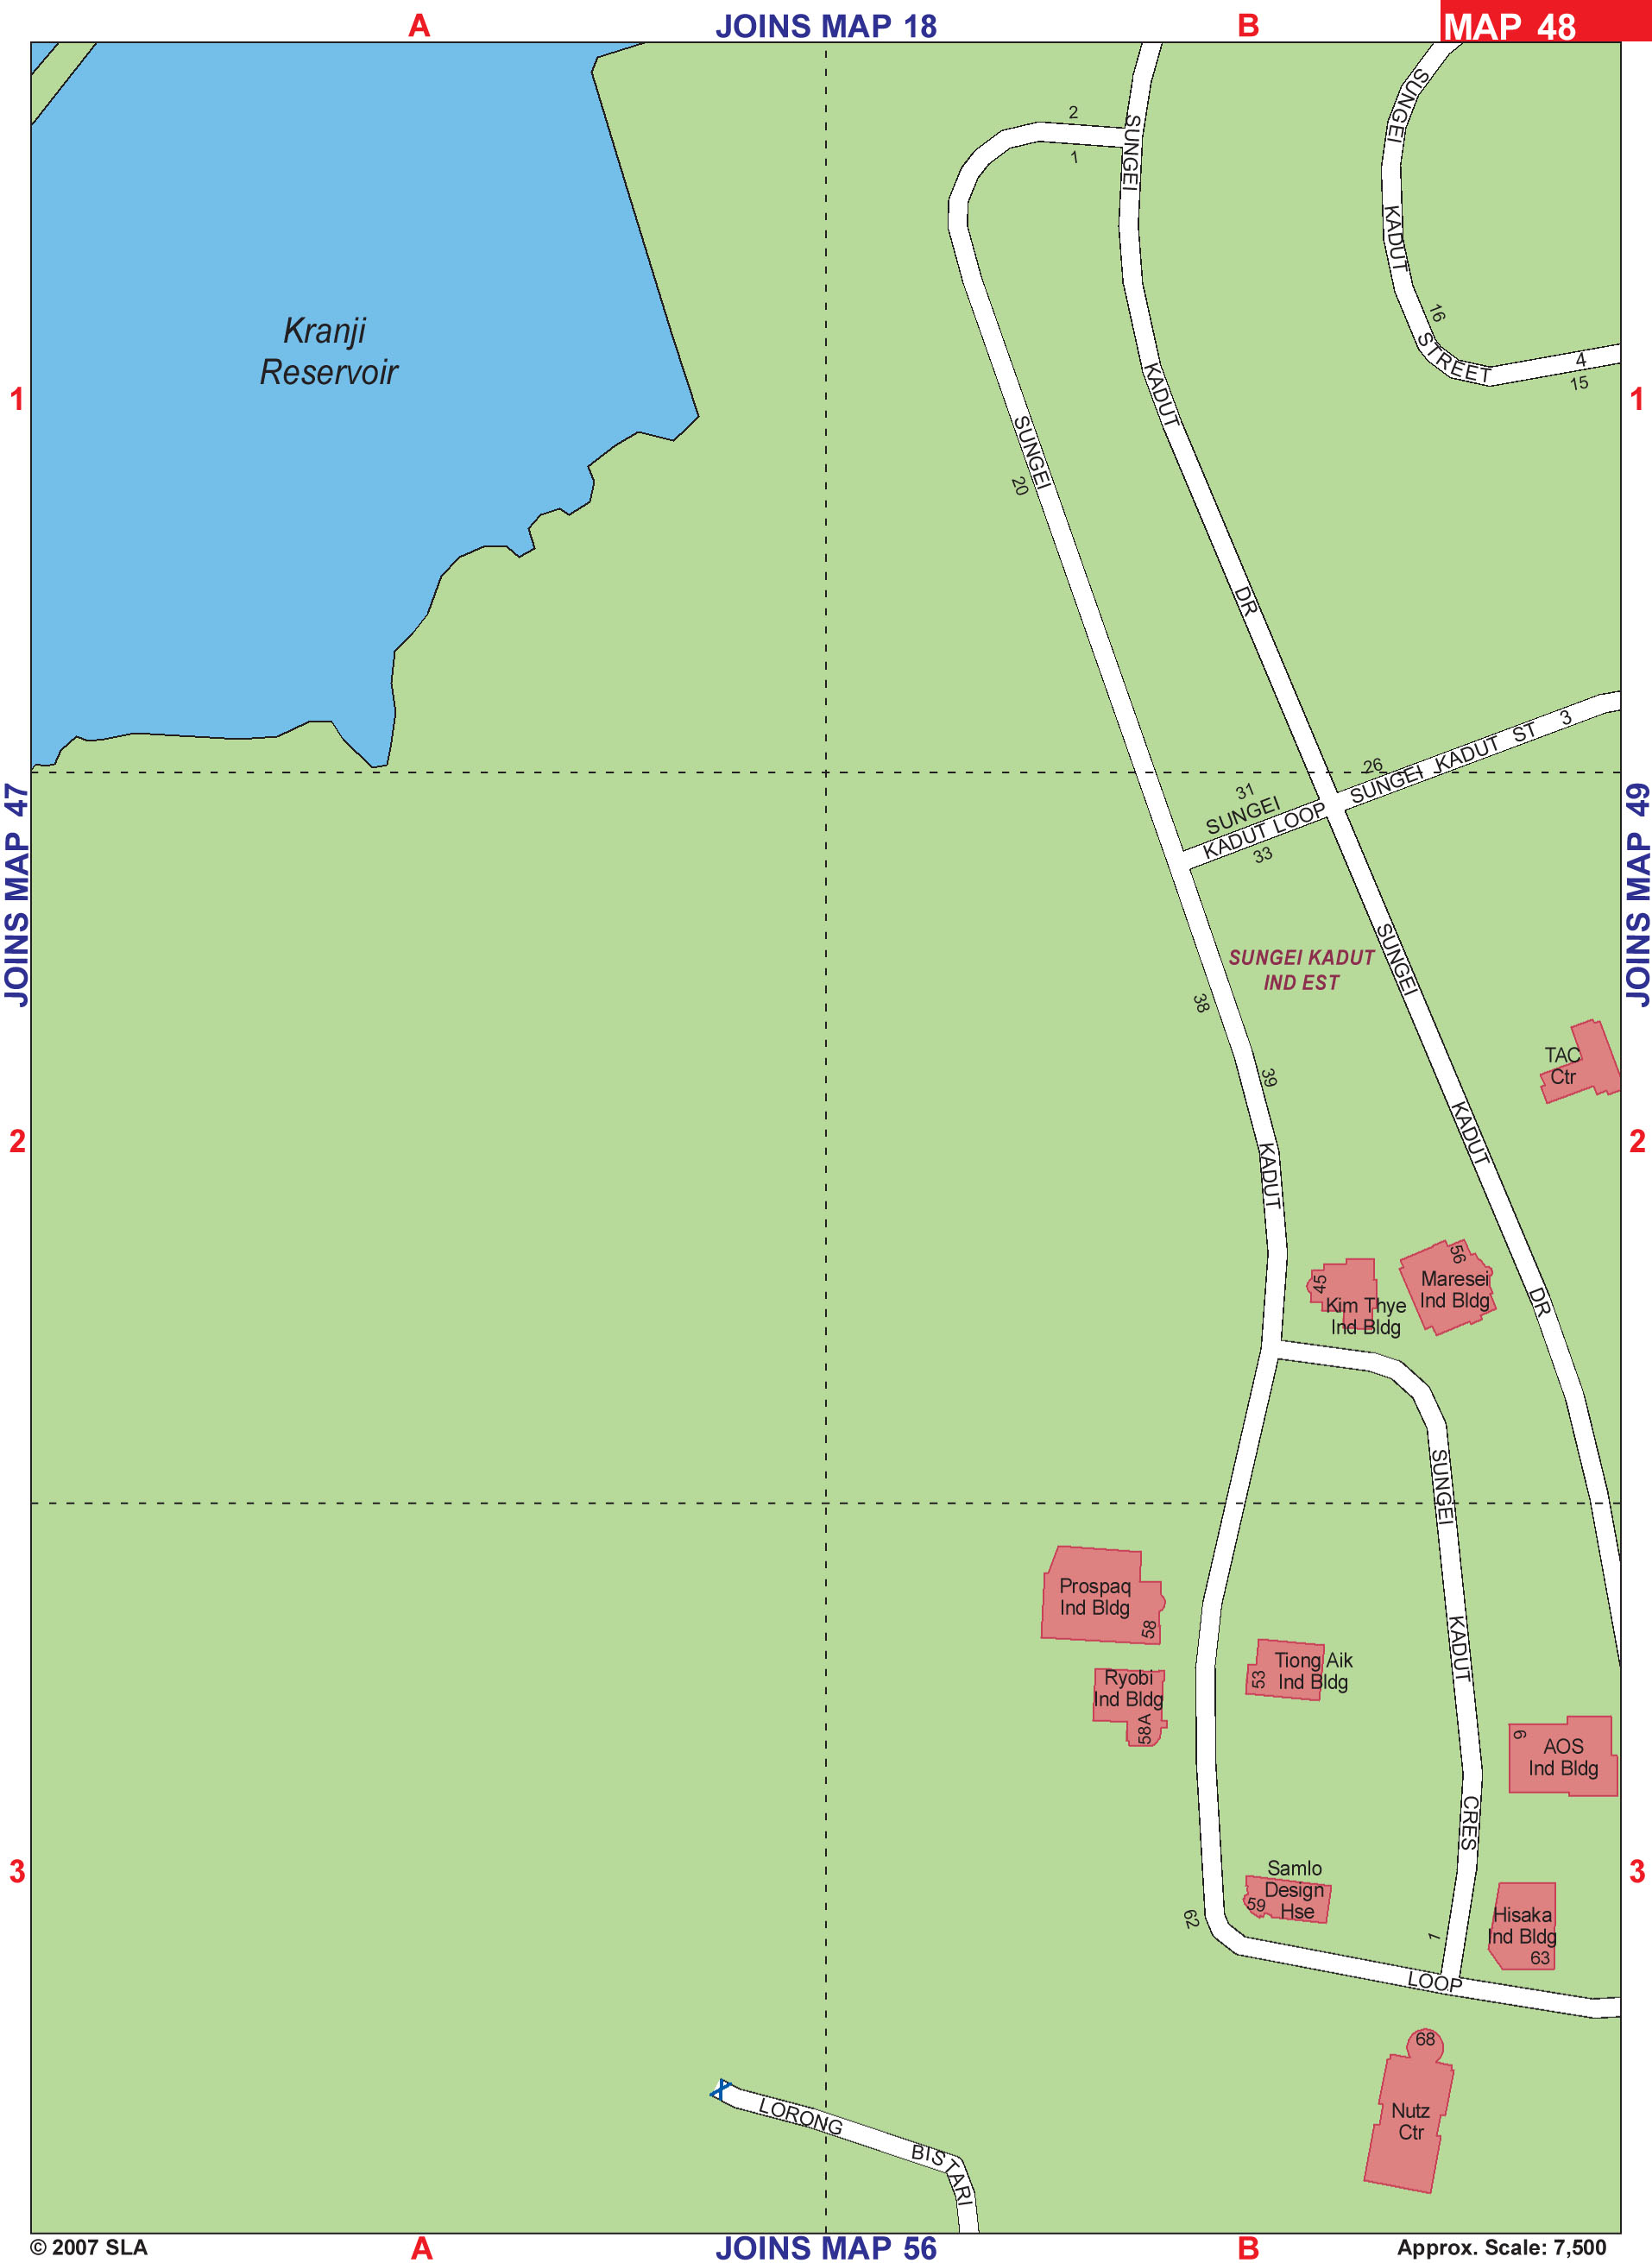 A
JOINS MAP 18
B
MAP 48
SUNGEI
KADUT
16
STREET
4
15
2
1
SUNGEI
KADUT
DR
Kranji
Reservoir
1
1
SUNGEI
20
JOINS MAP 47
JOINS MAP 49
26
SUNGEI KADUT ST 3
31
SUNGEI
KADUT LOOP
33
SUNGEI KADUT
IND EST
SUNGEI
KADUT
DR
38
39
KADUT
TAC
Ctr
2
2
45
Kim Thye
Ind Bldg
56
Maresei
Ind Bldg
SUNGEI
KADUT
CRES
Prospaq
Ind Bldg
58
Ryobi
Ind Bldg
58A
Tiong Aik
Ind Bldg
53
9
AOS
Ind Bldg
3
3
Samlo
Design
Hse
59
62
1
Hisaka
Ind Bldg
63
LOOP
68
Nutz
Ctr
LORONG
BISTARI
© 2007 SLA
A
JOINS MAP 56
B
Approx. Scale: 7,500